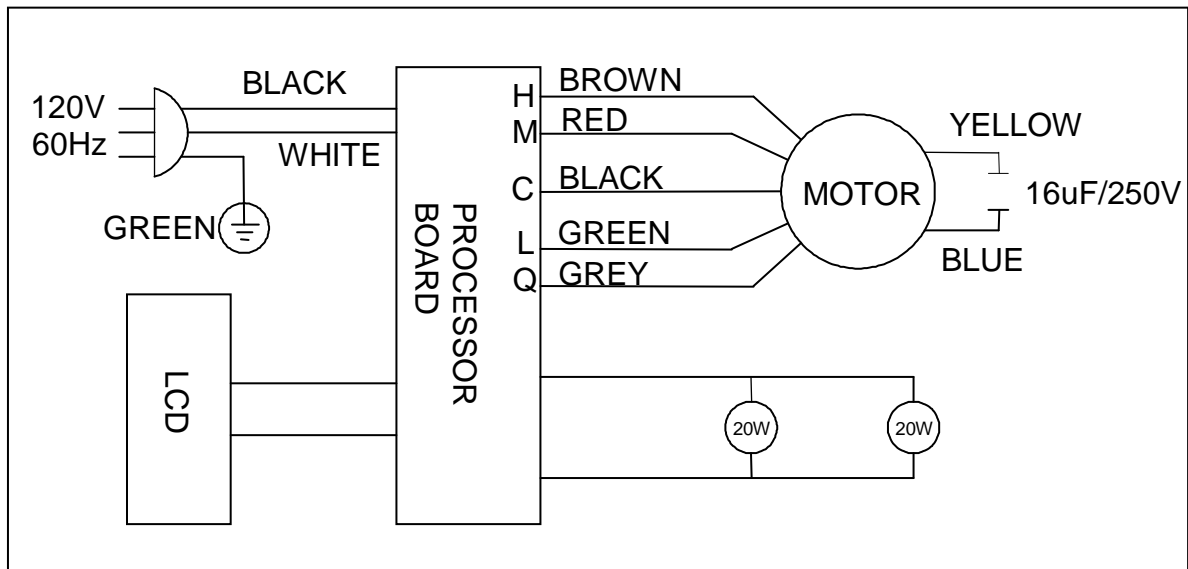 BLACK
120V
60Hz
WHITE
GREEN
LCD
PROCESSOR
BOARD
H
BROWN
M
RED
C
BLACK
L
GREEN
Q
GREY
MOTOR
YELLOW
16uF/250V
BLUE
20W
20W